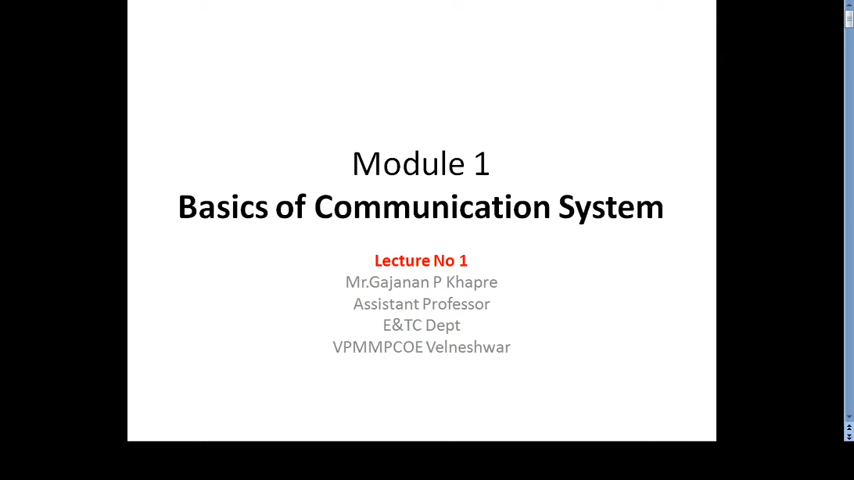 Module 1
Basics of Communication System
Lecture No 1
Mr.Gajanan P Khapre
Assistant Professor
E&TC Dept
VPMMPCOE Velneshwar